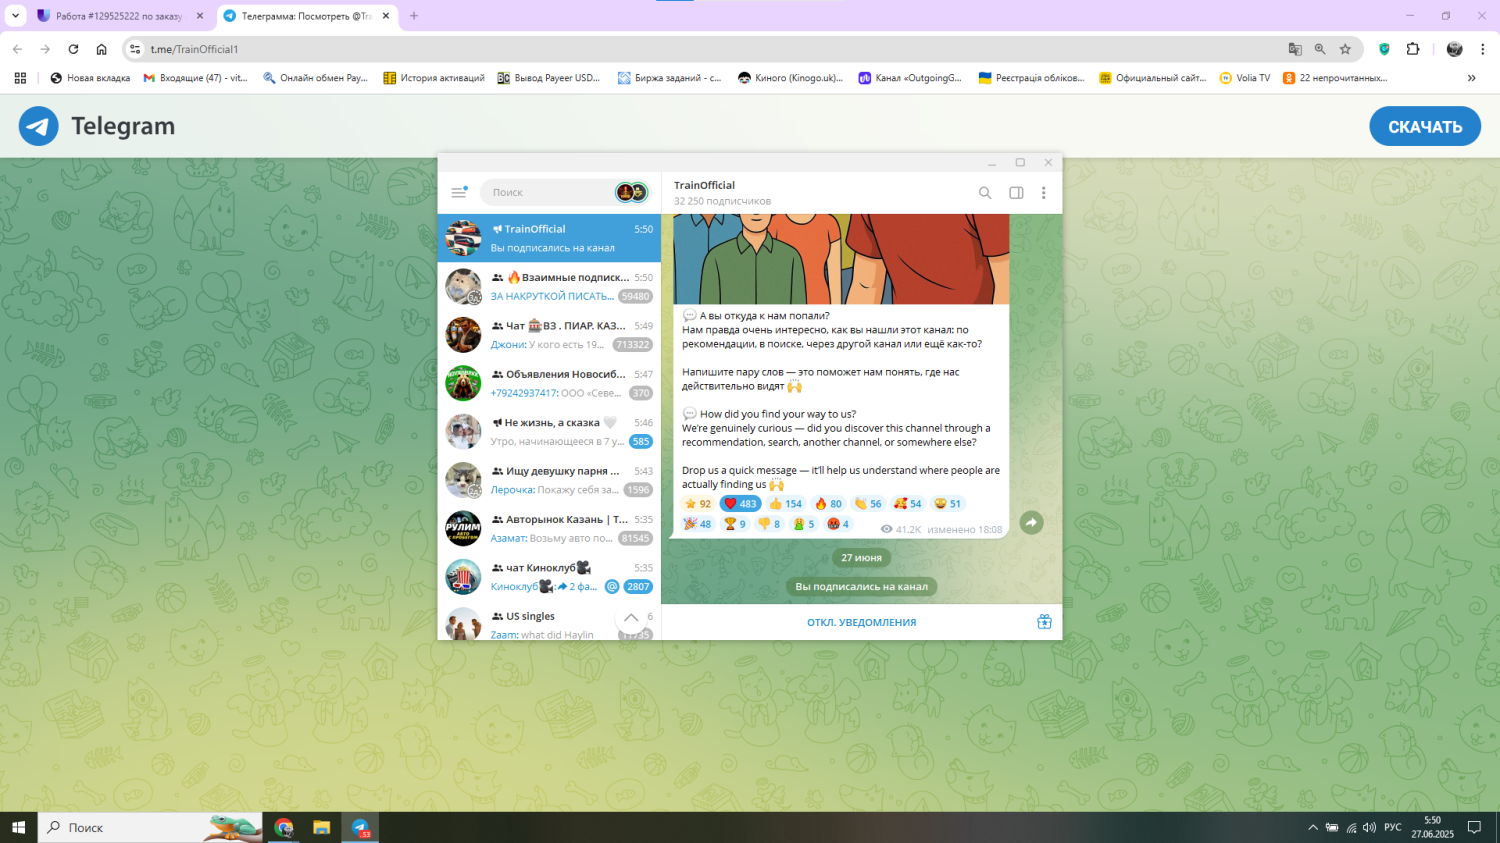 Работа #129525222 по заказу
Телеграмма: Посмотреть @Tra
t.me/TrainOfficial1
Новая вкладка
Входящие (47) - vit...
Онлайн обмен Pay...
История активаций
Вывод Payeer USD...
Биржа заданий - с...
Киного (Kinogo.uk)...
Канал «OutgoingG...
Реєстрація обліков...
Официальный сайт...
Volia TV
22 непрочитанных...
Telegram
СКАЧАТЬ
Поиск
TrainOfficial
32 250 подписчиков
TrainOfficial 5:50
Вы подписались на канал
🔥Взаимные подписк... 5:50
ЗА НАКРУТКОЙ ПИСАТЬ... 59480
Чат 🎰ВЗ . ПИАР. КАЗ... 5:49
Джони: У кого есть 19... 713322
Объявления Новосиб... 5:47
+79242937417: ООО «Севе... 370
Не жизнь, а сказка 🤍 5:46
Утро, начинающееся в 7 у... 585
Ищу девушку парня ... 5:43
Лерочка: Покажу себя за... 1596
Авторынок Казань | Т... 5:35
Азамат: Возьму авто по... 81545
РУЛИМ
чат Киноклуб🎥 5:35
Киноклуб🎥: 2 фа... @ 2807
US singles 6
Zaam: what did Haylin
💬 А вы откуда к нам попали?
Нам правда очень интересно, как вы нашли этот канал: по
рекомендации, в поиске, через другой канал или ещё как-то?
Напишите пару слов — это поможет нам понять, где нас
действительно видят 🙌
💬 How did you find your way to us?
We’re genuinely curious — did you discover this channel through a
recommendation, search, another channel, or somewhere else?
Drop us a quick message — it’ll help us understand where people are
actually finding us 🙌
⭐ 92 ❤ 483 👍 154 🔥 80 👏 56 🥰 54 51
🎉 48 🏆 9 👎 8 🤮 5 🤬 4
41.2K изменено 18:08
27 июня
Вы подписались на канал
ОТКЛ. УВЕДОМЛЕНИЯ
Поиск
53
РУС
5:50
27.06.2025